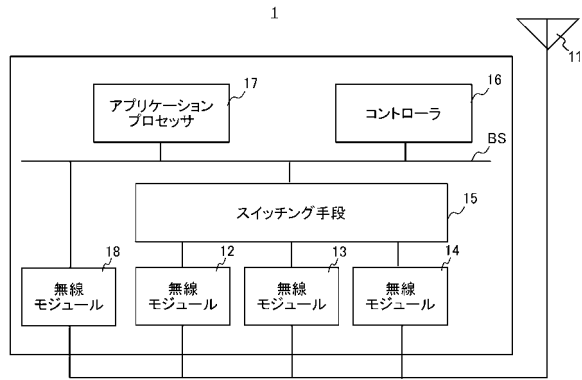 1
11
17
アプリケーション
プロセッサ
16
コントローラ
BS
スイッチング手段
15
18
無線
モジュール
12
無線
モジュール
13
無線
モジュール
14
無線
モジュール